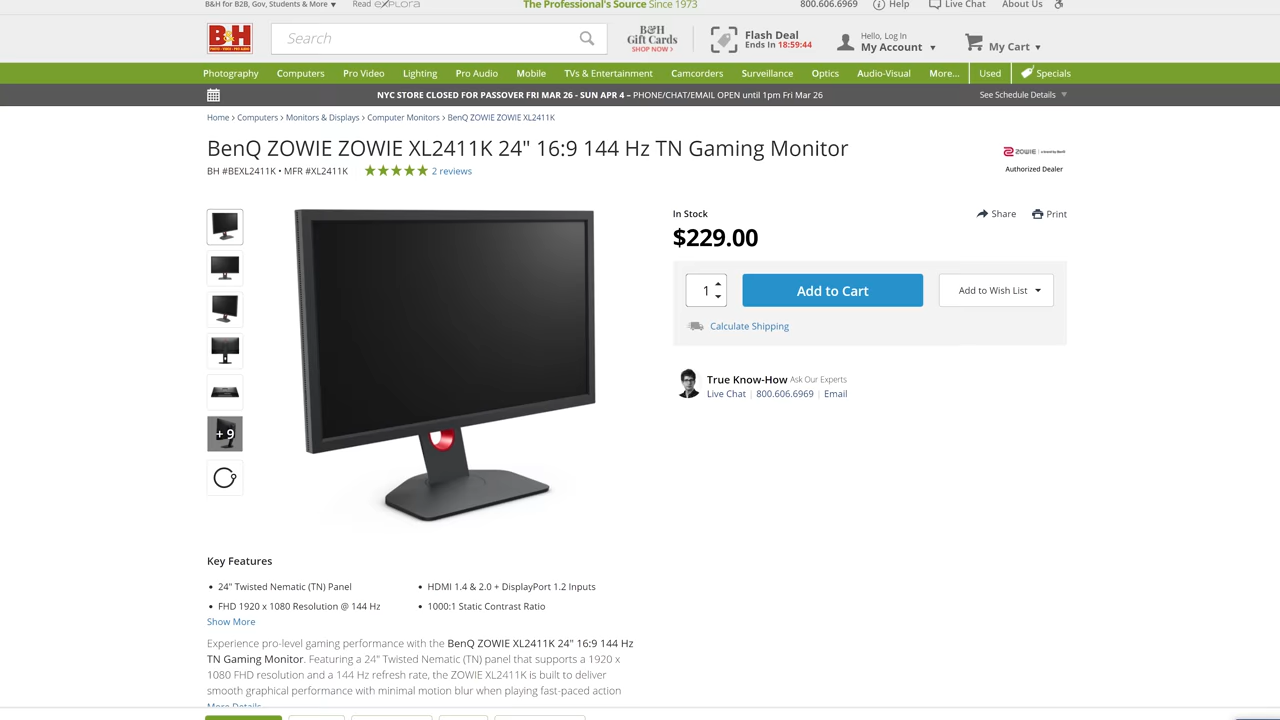 B&H for B2B, Gov, Students & More ▼ Read eXPLORA The Professional's Source Since 1973 800.606.6969 Help Live Chat About Us
B&H
PHOTO · VIDEO · PRO AUDIO
Search
B&H
Gift Cards
SHOP NOW >
Flash Deal
Ends In 18:59:44
Hello, Log In
My Account ▼
My Cart ▼
Photography Computers Pro Video Lighting Pro Audio Mobile TVs & Entertainment Camcorders Surveillance Optics Audio-Visual More... Used Specials
NYC STORE CLOSED FOR PASSOVER FRI MAR 26 - SUN APR 4 – PHONE/CHAT/EMAIL OPEN until 1pm Fri Mar 26 See Schedule Details ▼
Home > Computers > Monitors & Displays > Computer Monitors > BenQ ZOWIE ZOWIE XL2411K
BenQ ZOWIE ZOWIE XL2411K 24" 16:9 144 Hz TN Gaming Monitor
BH #BEXL2411K • MFR #XL2411K 2 reviews
ZOWIE
Authorized Dealer
In Stock Share Print
$229.00
1 Add to Cart Add to Wish List
Calculate Shipping
True Know-How Ask Our Experts
Live Chat | 800.606.6969 | Email
+ 9
Key Features
• 24" Twisted Nematic (TN) Panel
• FHD 1920 x 1080 Resolution @ 144 Hz
• HDMI 1.4 & 2.0 + DisplayPort 1.2 Inputs
• 1000:1 Static Contrast Ratio
Show More
Experience pro-level gaming performance with the BenQ ZOWIE XL2411K 24" 16:9 144 Hz
TN Gaming Monitor. Featuring a 24" Twisted Nematic (TN) panel that supports a 1920 x
1080 FHD resolution and a 144 Hz refresh rate, the ZOWIE XL2411K is built to deliver
smooth graphical performance with minimal motion blur when playing fast-paced action
More Details